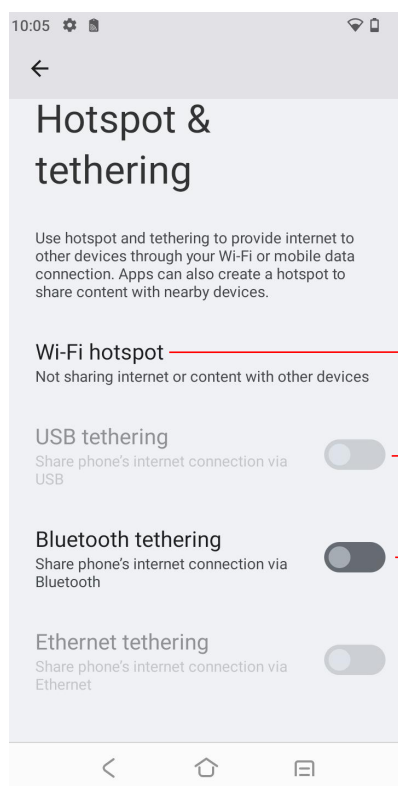 10:05
Hotspot &
tethering
Use hotspot and tethering to provide internet to
other devices through your Wi-Fi or mobile data
connection. Apps can also create a hotspot to
share content with nearby devices.
Wi-Fi hotspot
Not sharing internet or content with other devices
USB tethering
Share phone's internet connection via
USB
Bluetooth tethering
Share phone's internet connection via
Bluetooth
Ethernet tethering
Share phone's internet connection via
Ethernet